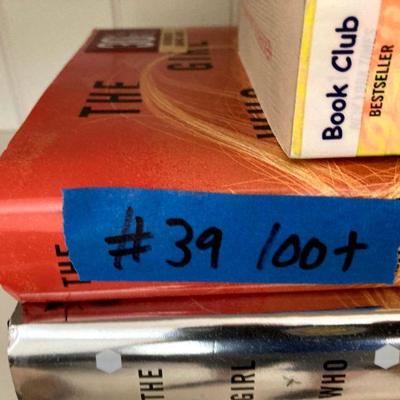 Book Club
BESTSELLER
THE
GIRL
WHO
#39 100+
THE
THE
GIRL
WHO